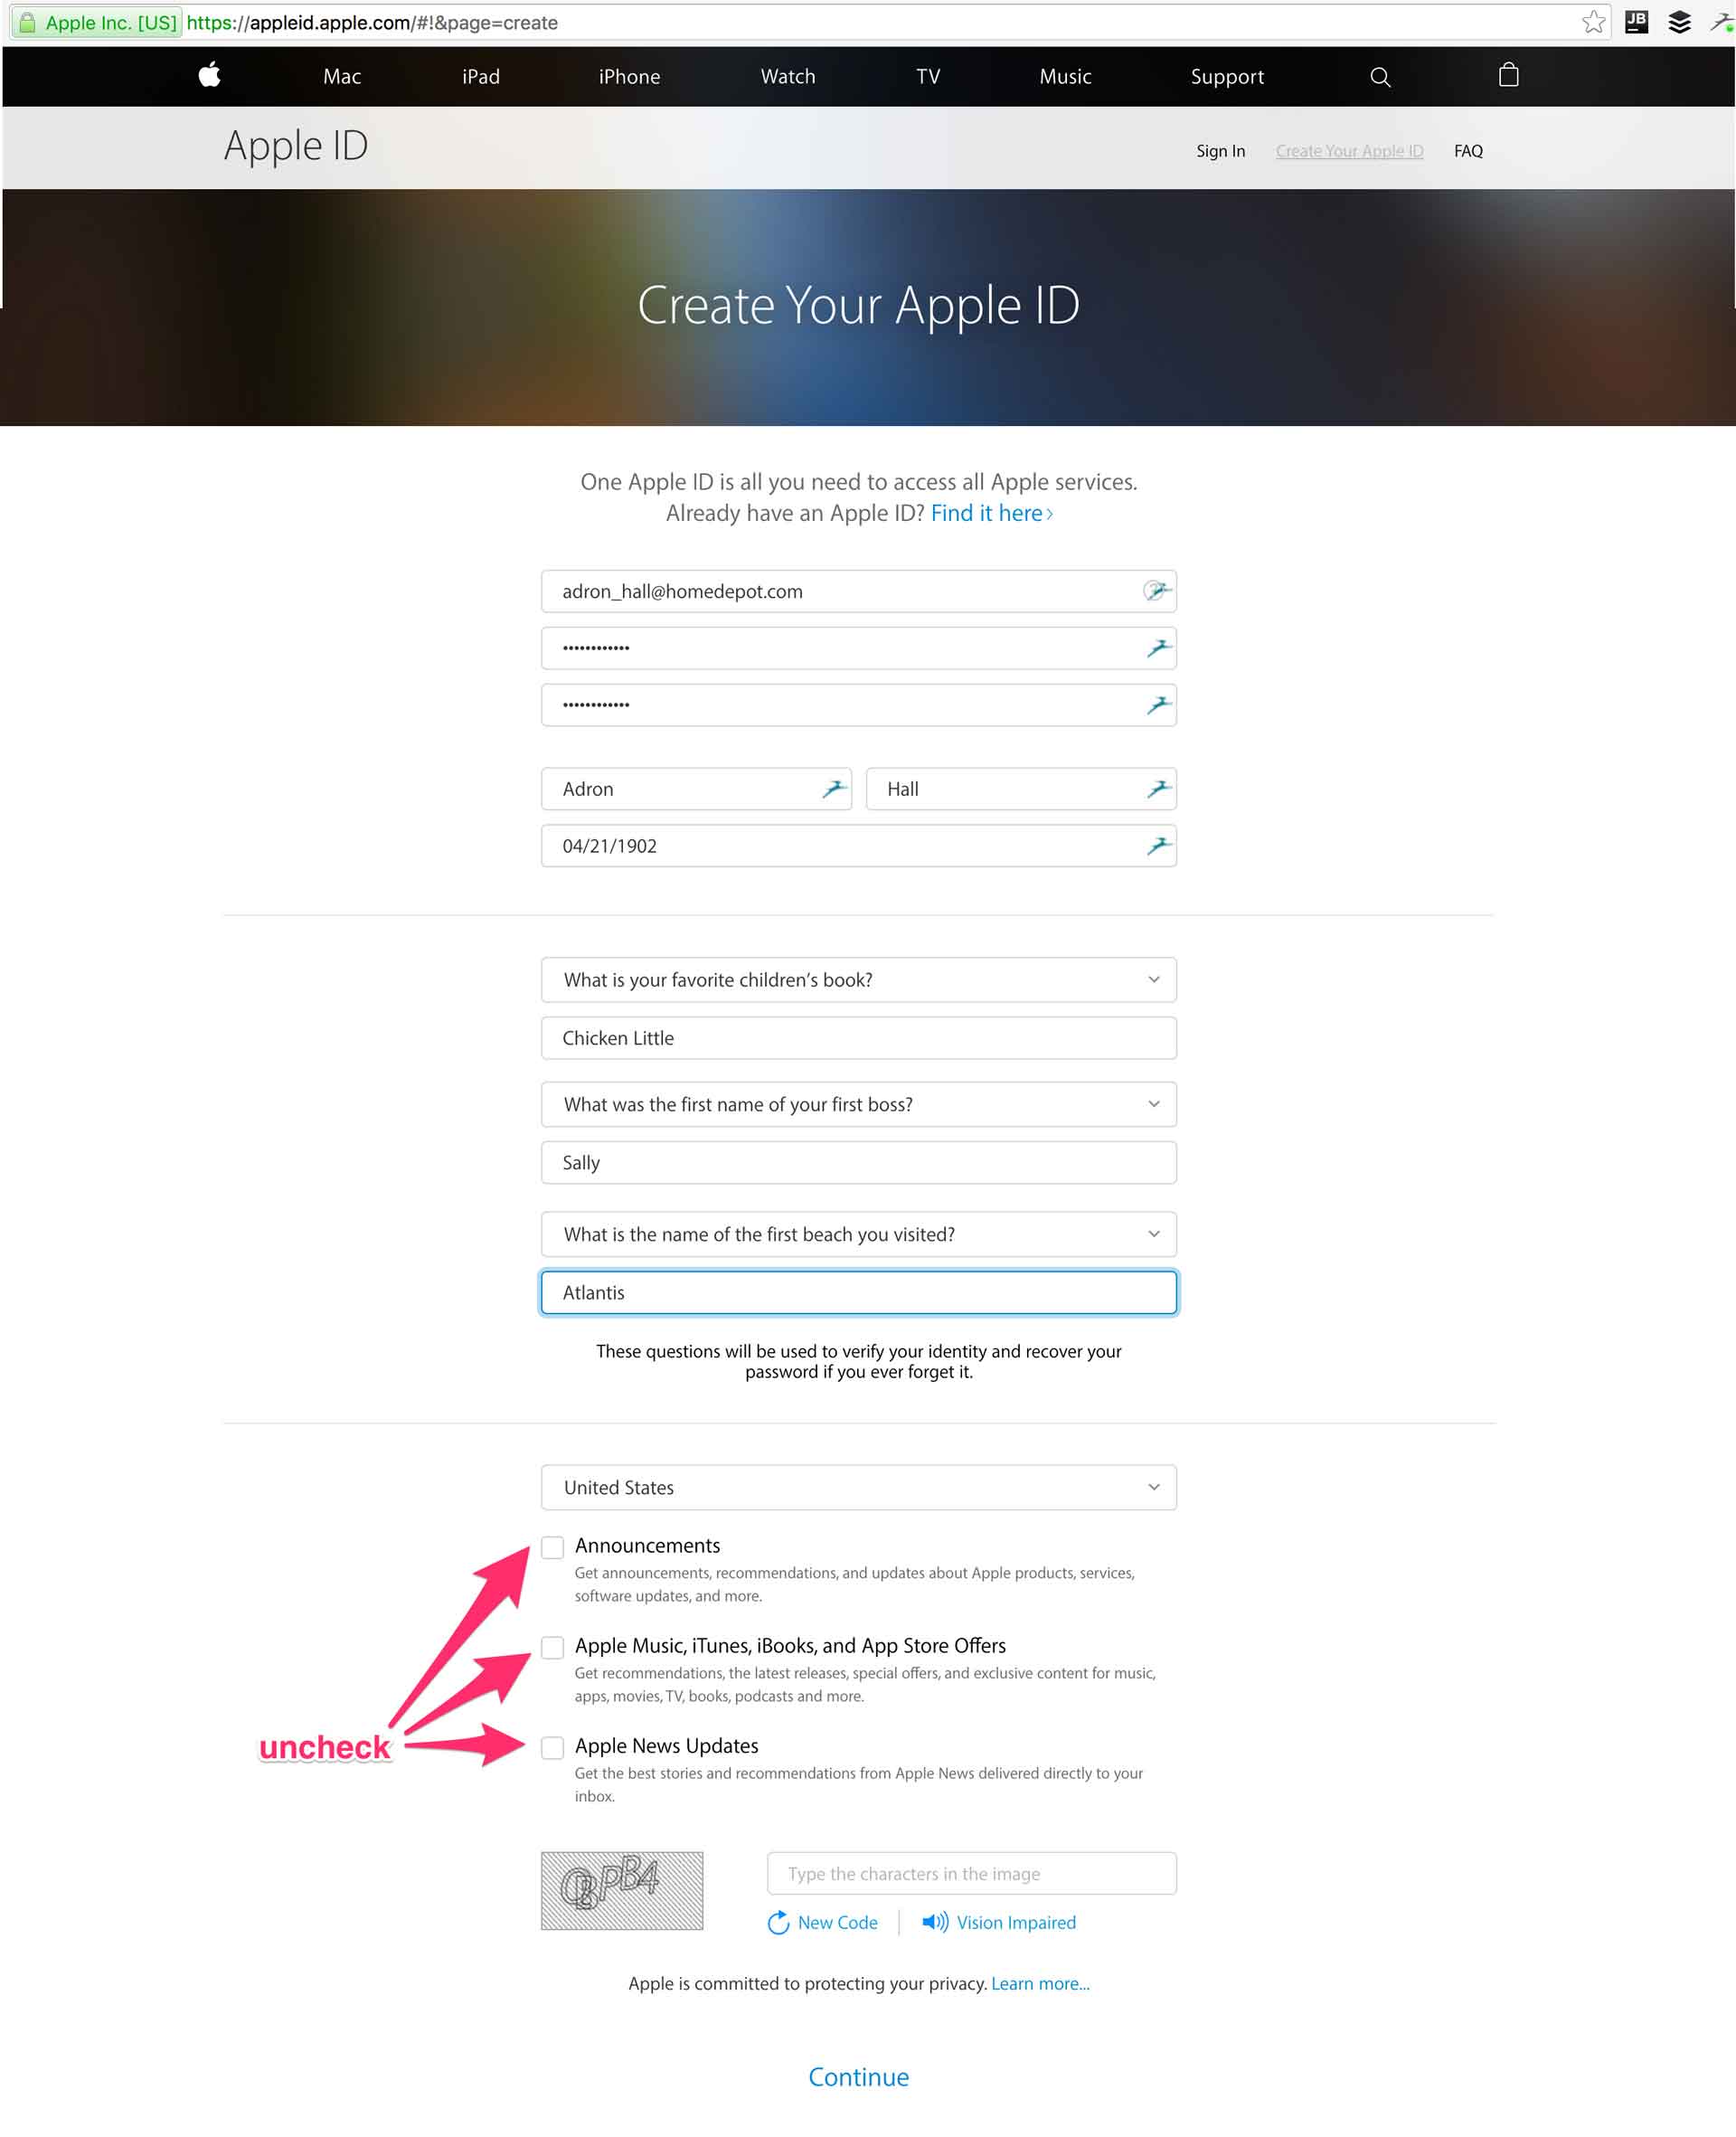 Apple Inc. [US] https://appleid.apple.com/#!&page=create
JB
Mac iPad iPhone Watch TV Music Support
Apple ID
Sign In Create Your Apple ID FAQ
Create Your Apple ID
One Apple ID is all you need to access all Apple services.
Already have an Apple ID? Find it here ›
adron_hall@homedepot.com
••••••••••••
••••••••••••
Adron Hall
04/21/1902
What is your favorite children’s book?
Chicken Little
What was the first name of your first boss?
Sally
What is the name of the first beach you visited?
Atlantis
These questions will be used to verify your identity and recover your
password if you ever forget it.
United States
Announcements
Get announcements, recommendations, and updates about Apple products, services,
software updates, and more.
Apple Music, iTunes, iBooks, and App Store Offers
Get recommendations, the latest releases, special offers, and exclusive content for music,
apps, movies, TV, books, podcasts and more.
uncheck
Apple News Updates
Get the best stories and recommendations from Apple News delivered directly to your
inbox.
Type the characters in the image
New Code Vision Impaired
Apple is committed to protecting your privacy. Learn more...
Continue